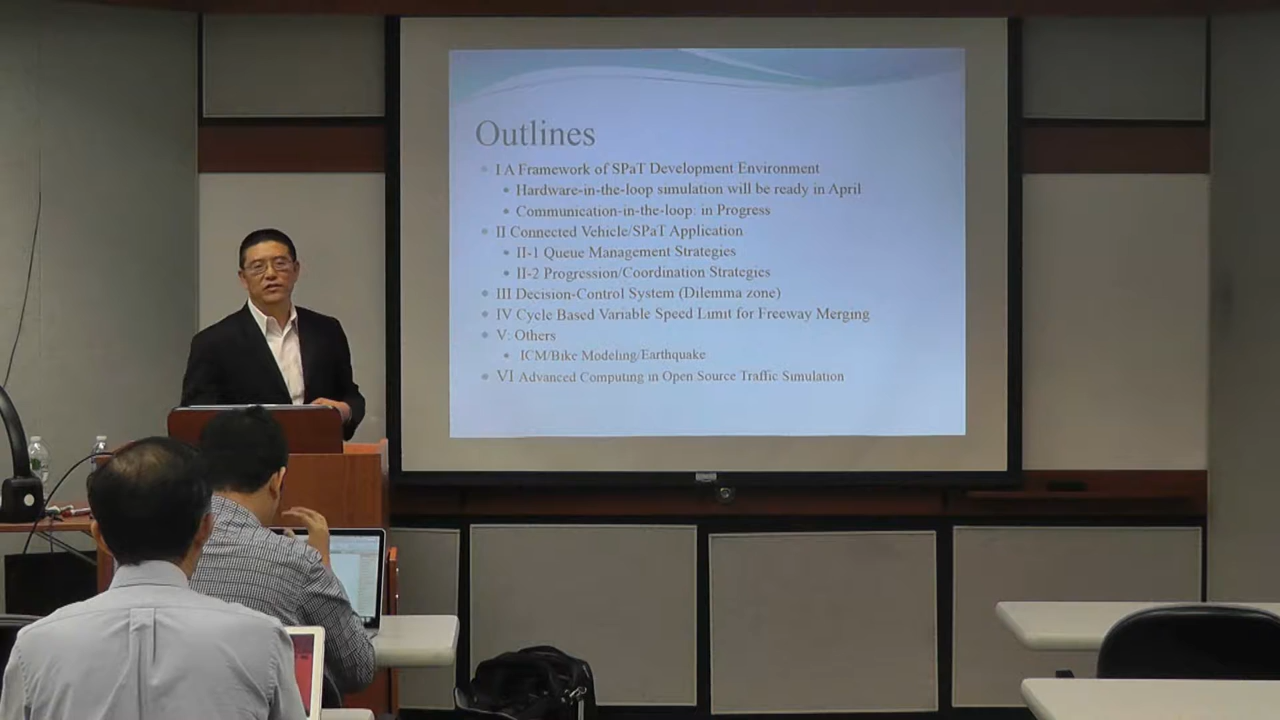 Outlines
I A Framework of SPaT Development Environment
Hardware-in-the-loop simulation will be ready in April
Communication-in-the-loop: in Progress
II Connected Vehicle/SPaT Application
II-1 Queue Management Strategies
II-2 Progression/Coordination Strategies
III Decision-Control System (Dilemma zone)
IV Cycle Based Variable Speed Limit for Freeway Merging
V: Others
ICM/Bike Modeling/Earthquake
VI Advanced Computing in Open Source Traffic Simulation